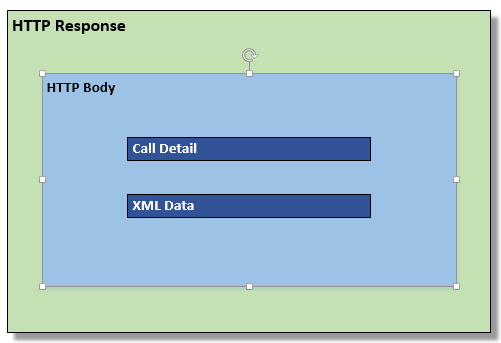 HTTP Response
HTTP Body
Call Detail
XML Data